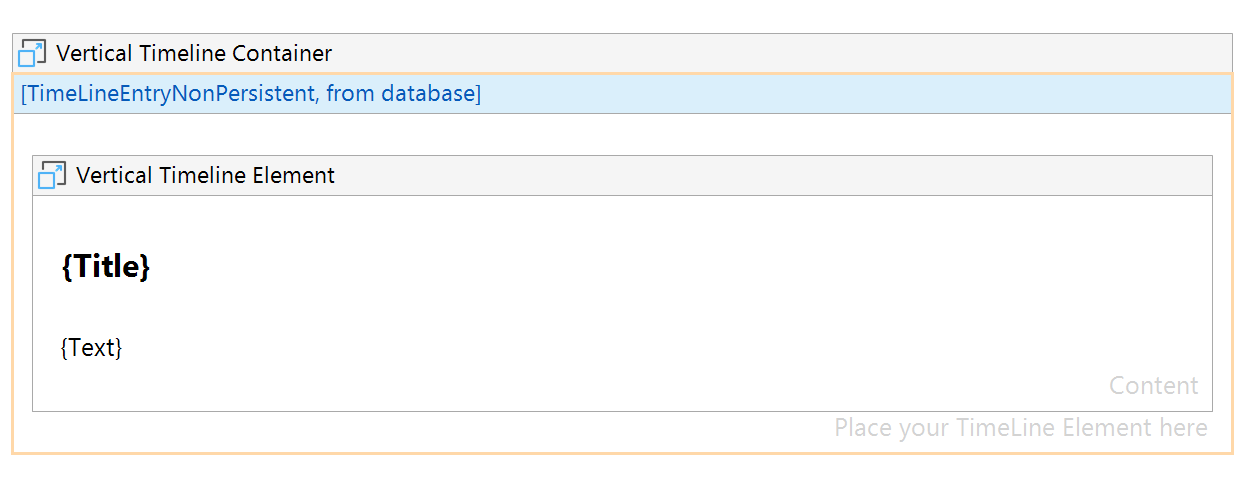 Vertical Timeline Container
[TimeLineEntryNonPersistent, from database]
Vertical Timeline Element
{Title}
{Text}
Content
Place your TimeLine Element here